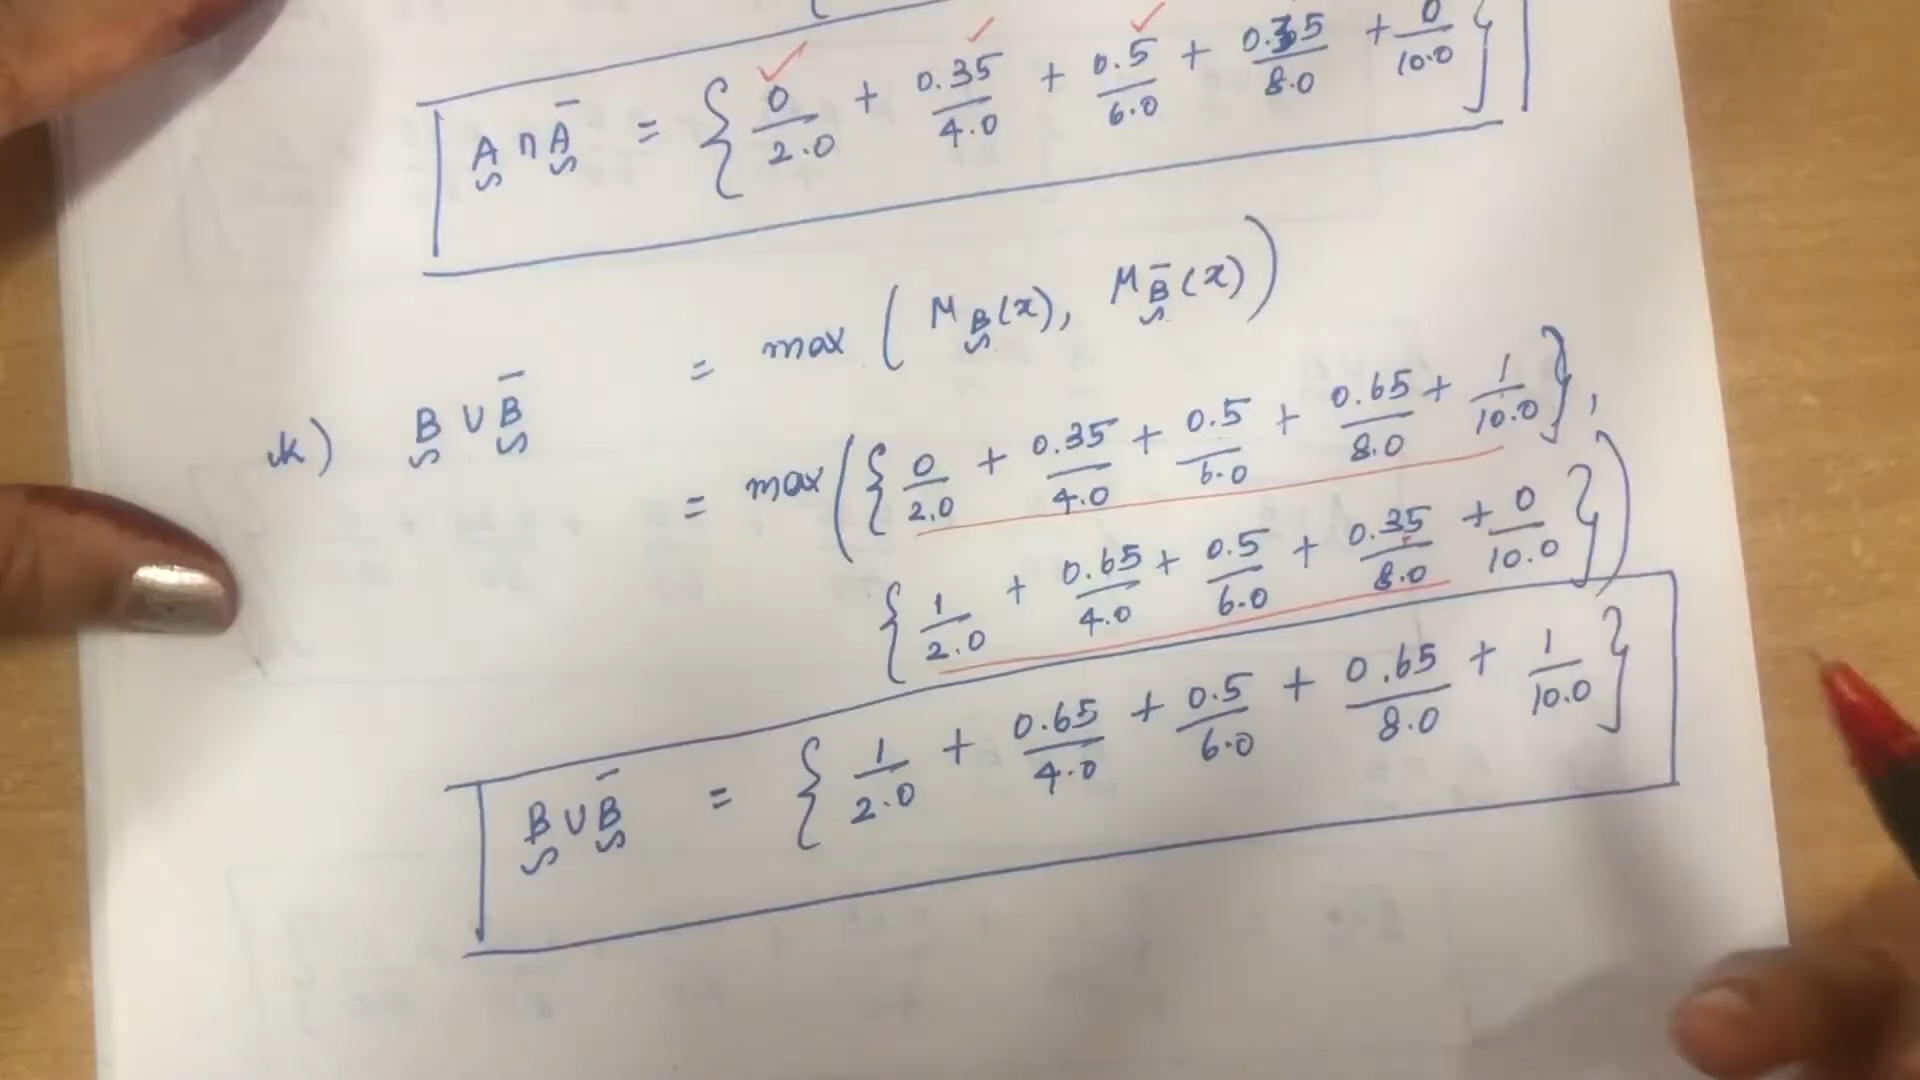 A̰ ∩ A̰̅ = { 0/2.0 + 0.35/4.0 + 0.5/6.0 + 0.35/8.0 + 0/10.0 }
k) B̰ ∪ B̰̅ = max ( μB̰(x), μB̰̅(x) )
= max ( { 0/2.0 + 0.35/4.0 + 0.5/6.0 + 0.65/8.0 + 1/10.0 },
{ 1/2.0 + 0.65/4.0 + 0.5/6.0 + 0.35/8.0 + 0/10.0 } )
B̰ ∪ B̰̅ = { 1/2.0 + 0.65/4.0 + 0.5/6.0 + 0.65/8.0 + 1/10.0 }